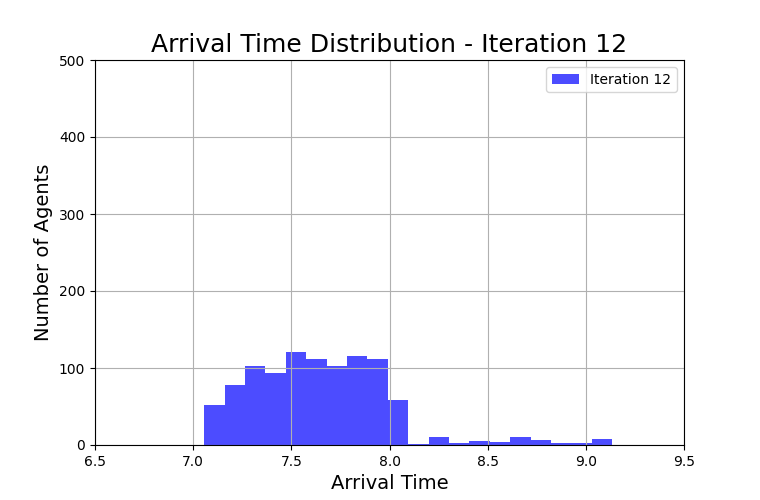 Arrival Time Distribution - Iteration 12
Iteration 12
Number of Agents
500
400
300
200
100
0
6.5 7.0 7.5 8.0 8.5 9.0 9.5
Arrival Time